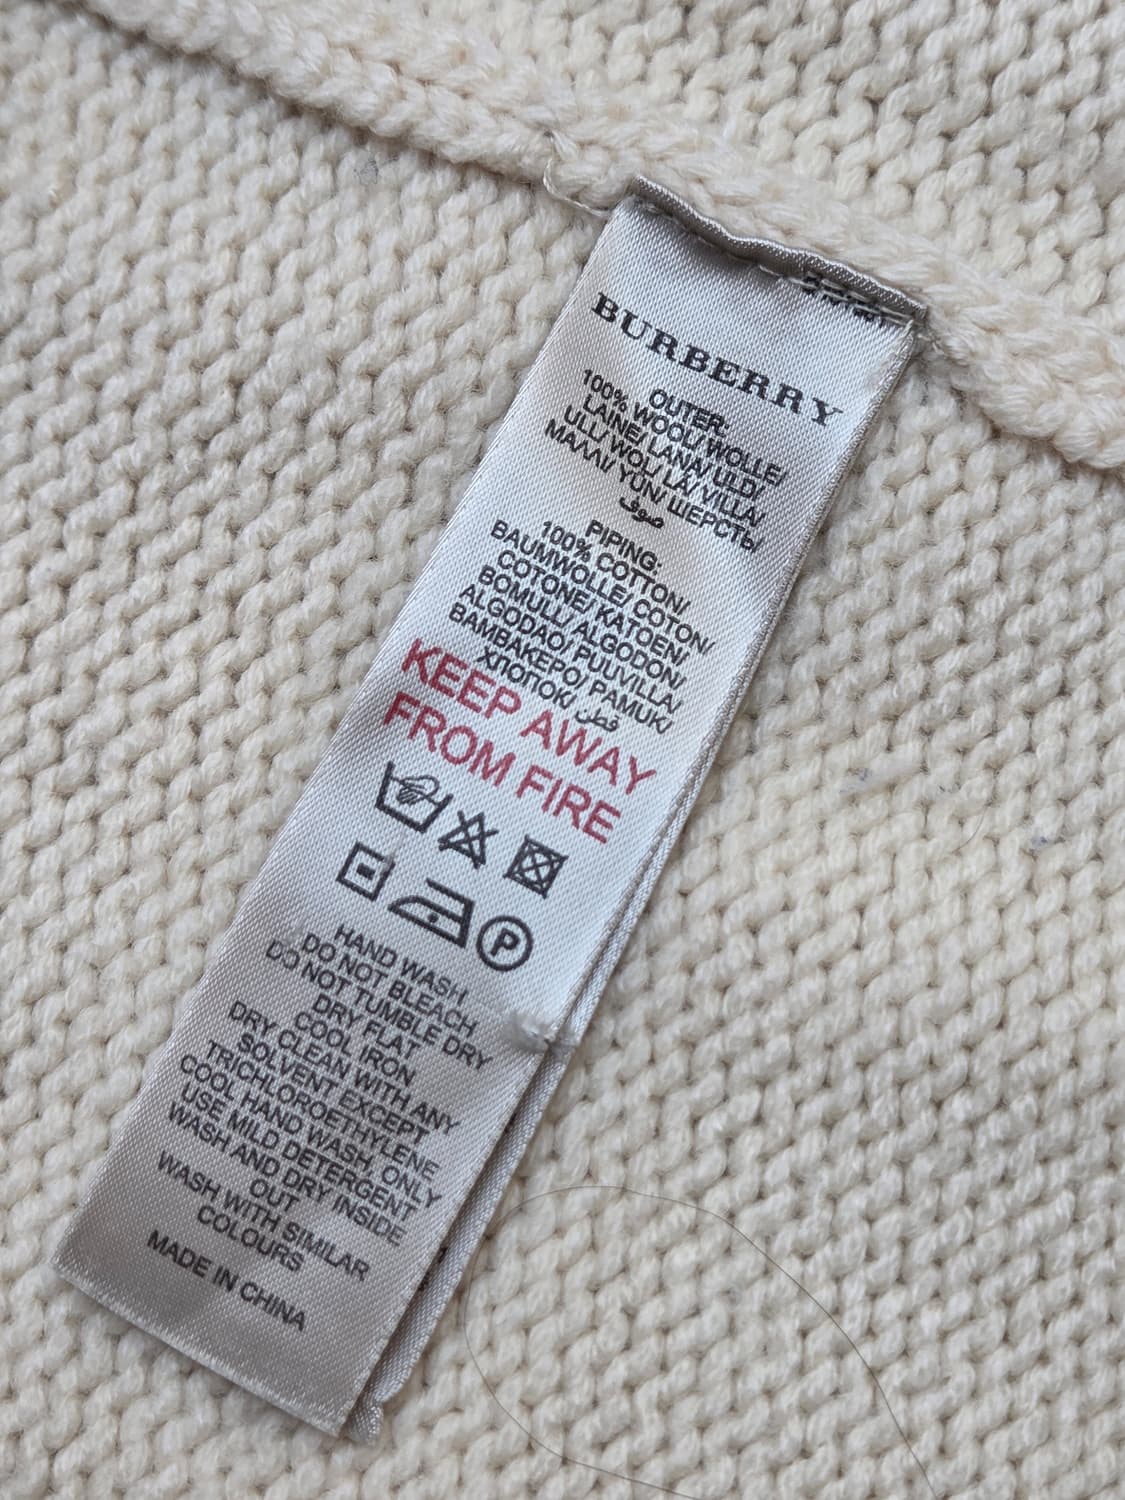 BURBERRY
OUTER.
100% WOOL/ WOLLE/
LAINE/ LANA/ ULD/
ULL/ WOL/ LÃ/ VILLA/
ΜΑΛΛΙ/ YÜN/ ШЕРСТЬ/
صوف
PIPING:
100% COTTON/
BAUMWOLLE/ COTON/
COTONE/ KATOEN/
BOMULL/ ALGODON/
ALGODAO/ PUUVILLA/
ΒΑΜΒΑΚΕΡΟ/ PAMUK/
ХЛОПОК/ قطن
KEEP AWAY
FROM FIRE
P
HAND WASH
DO NOT BLEACH
DO NOT TUMBLE DRY
DRY FLAT
COOL IRON
DRY CLEAN WITH ANY
SOLVENT EXCEPT
TRICHLOROETHYLENE
COOL HAND WASH, ONLY
USE MILD DETERGENT
WASH AND DRY INSIDE
OUT
WASH WITH SIMILAR
COLOURS
MADE IN CHINA